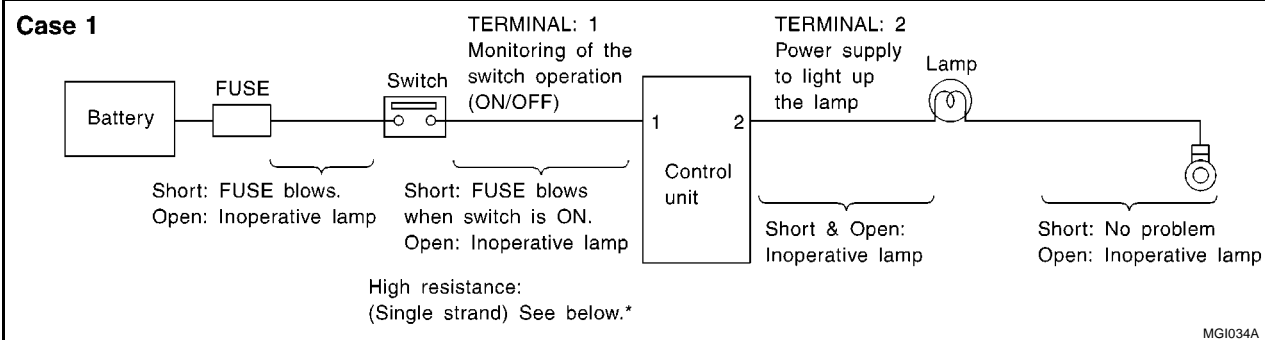 Case 1
Battery
FUSE
Switch
TERMINAL: 1
Monitoring of the
switch operation
(ON/OFF)
1
2
Control
unit
TERMINAL: 2
Power supply
to light up
the lamp
Lamp
Short: FUSE blows.
Open: Inoperative lamp
Short: FUSE blows
when switch is ON.
Open: Inoperative lamp
High resistance:
(Single strand) See below.*
Short & Open:
Inoperative lamp
Short: No problem
Open: Inoperative lamp
MGI034A